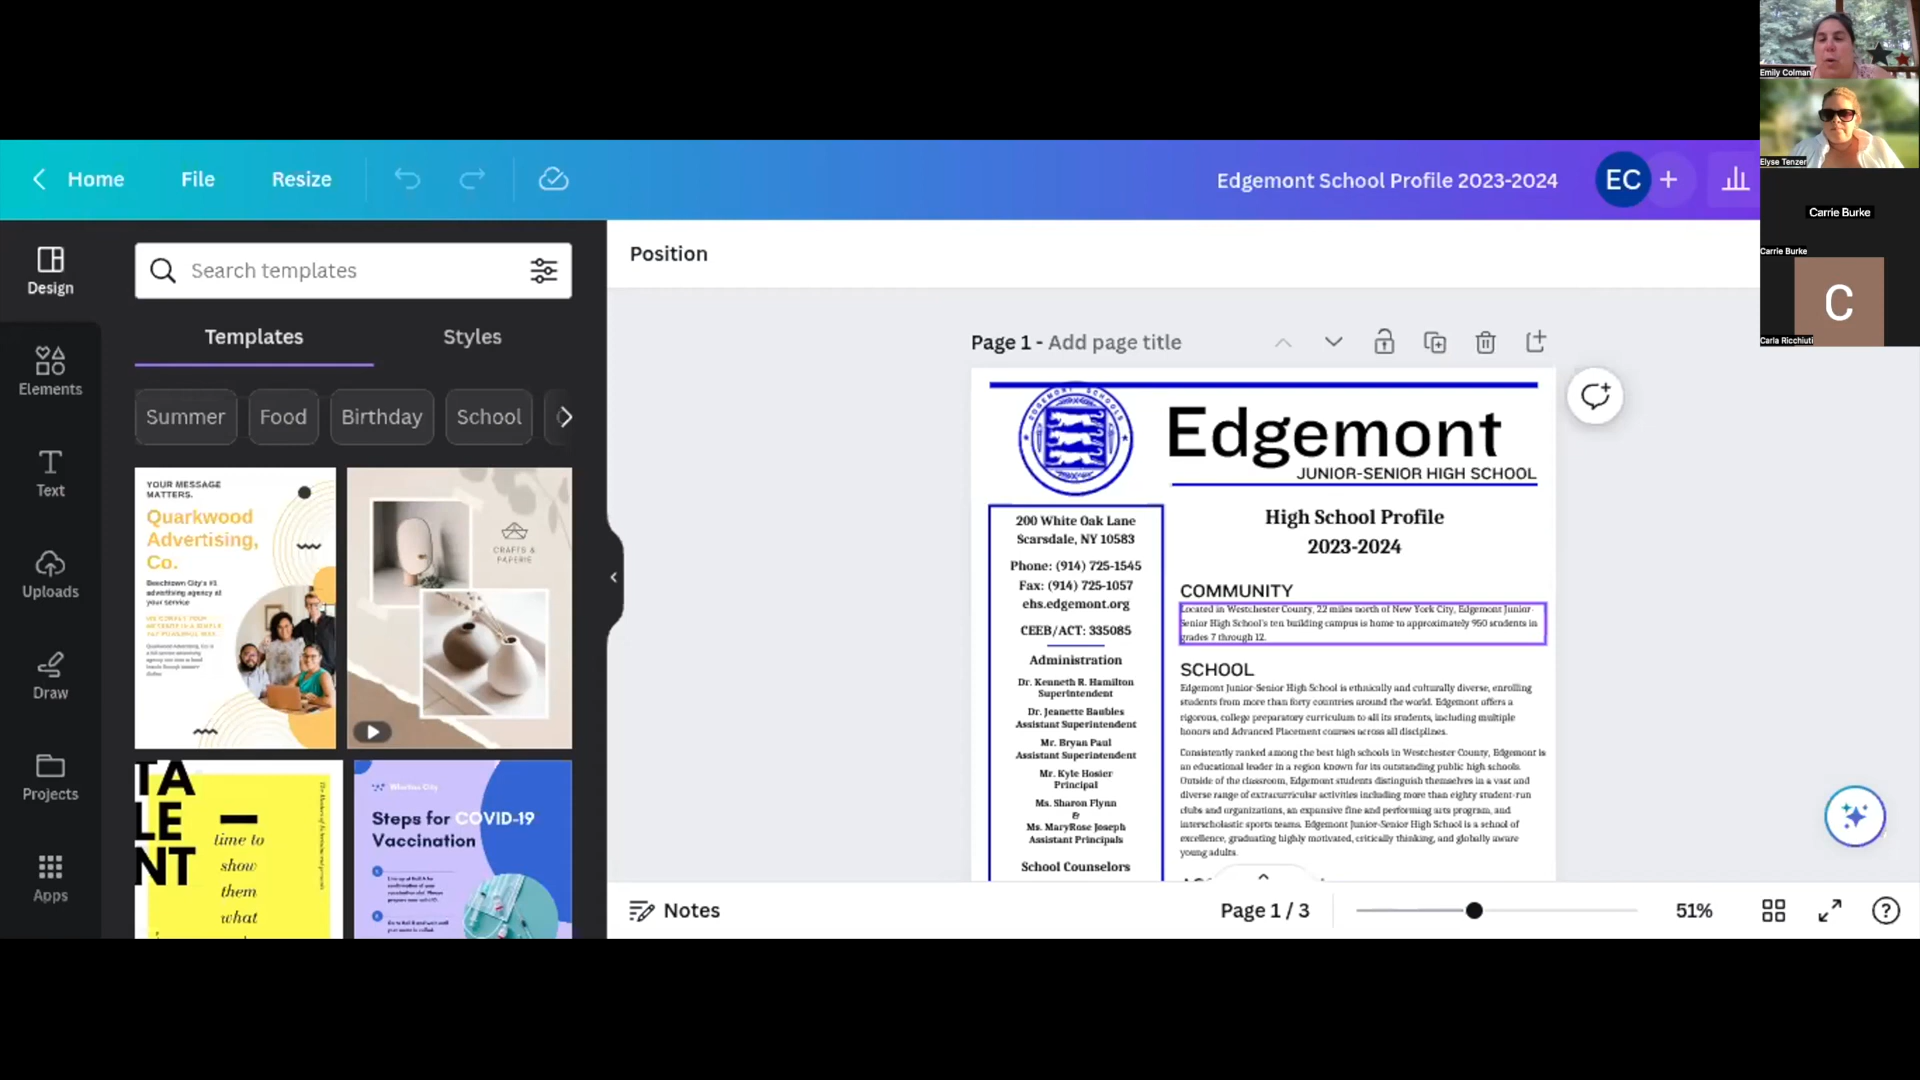 Emily Colman
Elyse Tenzer
Carrie Burke
Carrie Burke
C
Carla Ricchiuti
Home
File
Resize
Edgemont School Profile 2023-2024
EC
+
Design
Elements
Text
Uploads
Draw
Projects
Apps
Search templates
Templates
Styles
Summer
Food
Birthday
School
YOUR MESSAGE
MATTERS.
Quarkwood
Advertising,
Co.
Beechtown City's #1
advertising agency at
your service
CRAFTS &
PAPERIE
TA
LE
NT
time to
show
them
what
Steps for COVID-19
Vaccination
Position
Page 1 - Add page title
EDGEMONT SCHOOLS
Edgemont
JUNIOR-SENIOR HIGH SCHOOL
200 White Oak Lane
Scarsdale, NY 10583
Phone: (914) 725-1545
Fax: (914) 725-1057
ehs.edgemont.org
CEEB/ACT: 335085
Administration
Dr. Kenneth R. Hamilton
Superintendent
Dr. Jeanette Baubles
Assistant Superintendent
Mr. Bryan Paul
Assistant Superintendent
Mr. Kyle Hosier
Principal
Ms. Sharon Flynn
&
Ms. MaryRose Joseph
Assistant Principals
School Counselors
High School Profile
2023-2024
COMMUNITY
Located in Westchester County, 22 miles north of New York City, Edgemont Junior-
Senior High School's ten building campus is home to approximately 950 students in
grades 7 through 12.
SCHOOL
Edgemont Junior-Senior High School is ethnically and culturally diverse, enrolling
students from more than forty countries around the world. Edgemont offers a
rigorous, college preparatory curriculum to all its students, including multiple
honors and Advanced Placement courses across all disciplines.
Consistently ranked among the best high schools in Westchester County, Edgemont is
an educational leader in a region known for its outstanding public high schools.
Outside of the classroom, Edgemont students distinguish themselves in a vast and
diverse range of extracurricular activities including more than eighty student-run
clubs and organizations, an expansive fine and performing arts program, and
interscholastic sports teams. Edgemont Junior-Senior High School is a school of
excellence, graduating highly motivated, critically thinking, and globally aware
young adults.
Notes
Page 1 / 3
51%